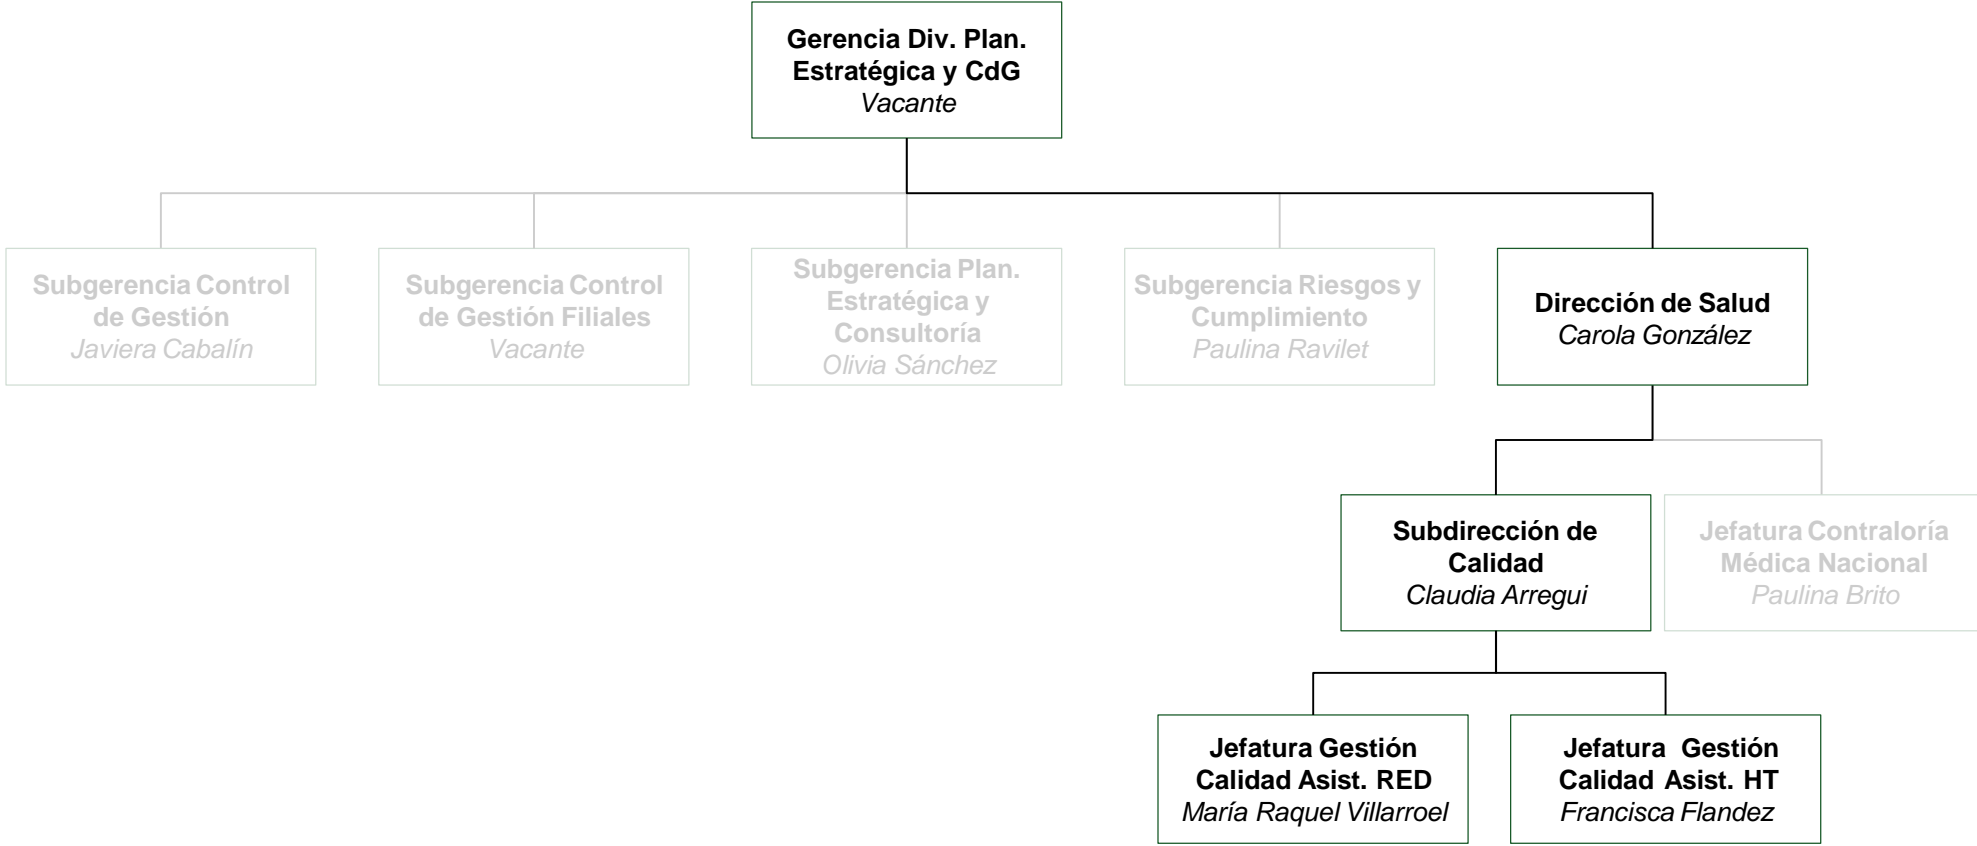 Gerencia Div. Plan.
Estratégica y CdG
Vacante
Subgerencia Control
de Gestión
Javiera Cabalín
Subgerencia Control
de Gestión Filiales
Vacante
Subgerencia Plan.
Estratégica y
Consultoría
Olivia Sánchez
Subgerencia Riesgos y
Cumplimiento
Paulina Ravilet
Dirección de Salud
Carola González
Subdirección de
Calidad
Claudia Arregui
Jefatura Contraloría
Médica Nacional
Paulina Brito
Jefatura Gestión
Calidad Asist. RED
María Raquel Villarroel
Jefatura Gestión
Calidad Asist. HT
Francisca Flandez